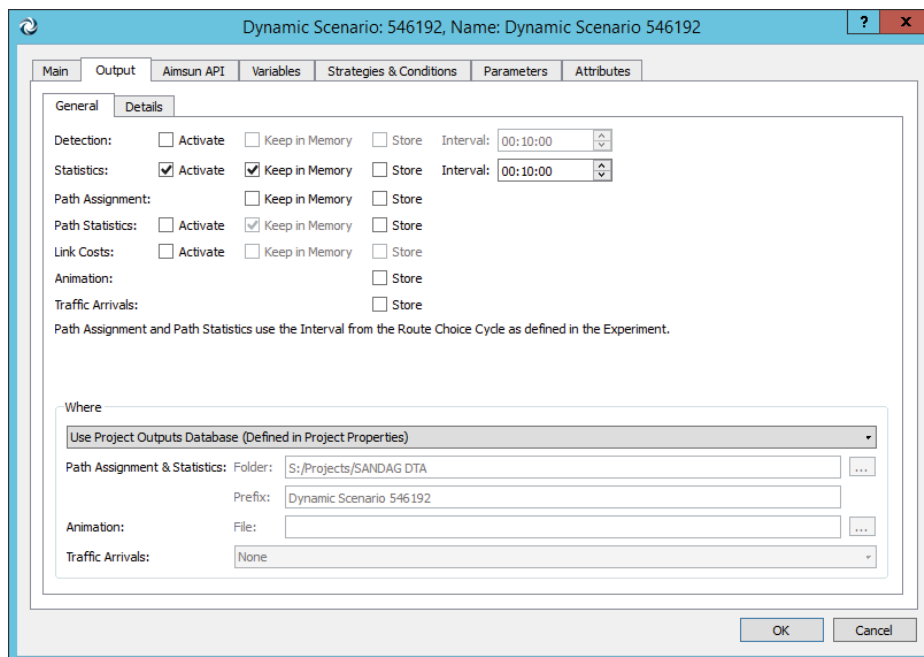 Dynamic Scenario: 546192, Name: Dynamic Scenario 546192 ? x
Main Output Aimsun API Variables Strategies & Conditions Parameters Attributes
General Details
Detection: Activate Keep in Memory Store Interval: 00:10:00
Statistics: Activate Keep in Memory Store Interval: 00:10:00
Path Assignment: Keep in Memory Store
Path Statistics: Activate Keep in Memory Store
Link Costs: Activate Keep in Memory Store
Animation: Store
Traffic Arrivals: Store
Path Assignment and Path Statistics use the Interval from the Route Choice Cycle as defined in the Experiment.
Where
Use Project Outputs Database (Defined in Project Properties)
Path Assignment & Statistics: Folder: S:/Projects/SANDAG DTA ...
Prefix: Dynamic Scenario 546192
Animation: File: ...
Traffic Arrivals: None
OK Cancel